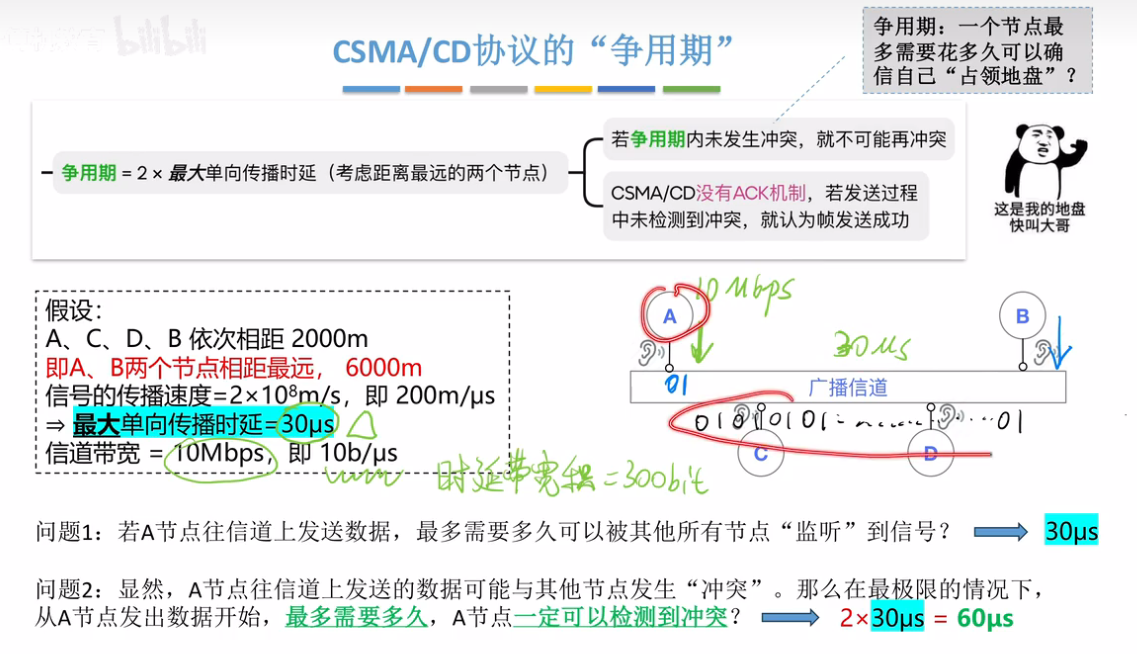 bilibili
CSMA/CD协议的“争用期”
争用期：一个节点最
多需要花多久可以确
信自己“占领地盘”？
争用期 = 2 × 最大单向传播时延（考虑距离最远的两个节点）
若争用期内未发生冲突，就不可能再冲突
CSMA/CD没有ACK机制，若发送过程
中未检测到冲突，就认为帧发送成功
这是我的地盘
快叫大哥
假设：
A、C、D、B 依次相距 2000m
即A、B两个节点相距最远， 6000m
信号的传播速度=2×10⁸m/s，即 200m/μs
⇒ 最大单向传播时延=30μs
信道带宽 = 10Mbps，即 10b/μs
时延带宽积=300bit
10Mbps
A
B
30μs
01
广播信道
01010101-......01
C
D
问题1：若A节点往信道上发送数据，最多需要多久可以被其他所有节点“监听”到信号？
30μs
问题2：显然，A节点往信道上发送的数据可能与其他节点发生“冲突”。那么在最极限的情况下，
从A节点发出数据开始，最多需要多久，A节点一定可以检测到冲突？
2×30μs = 60μs